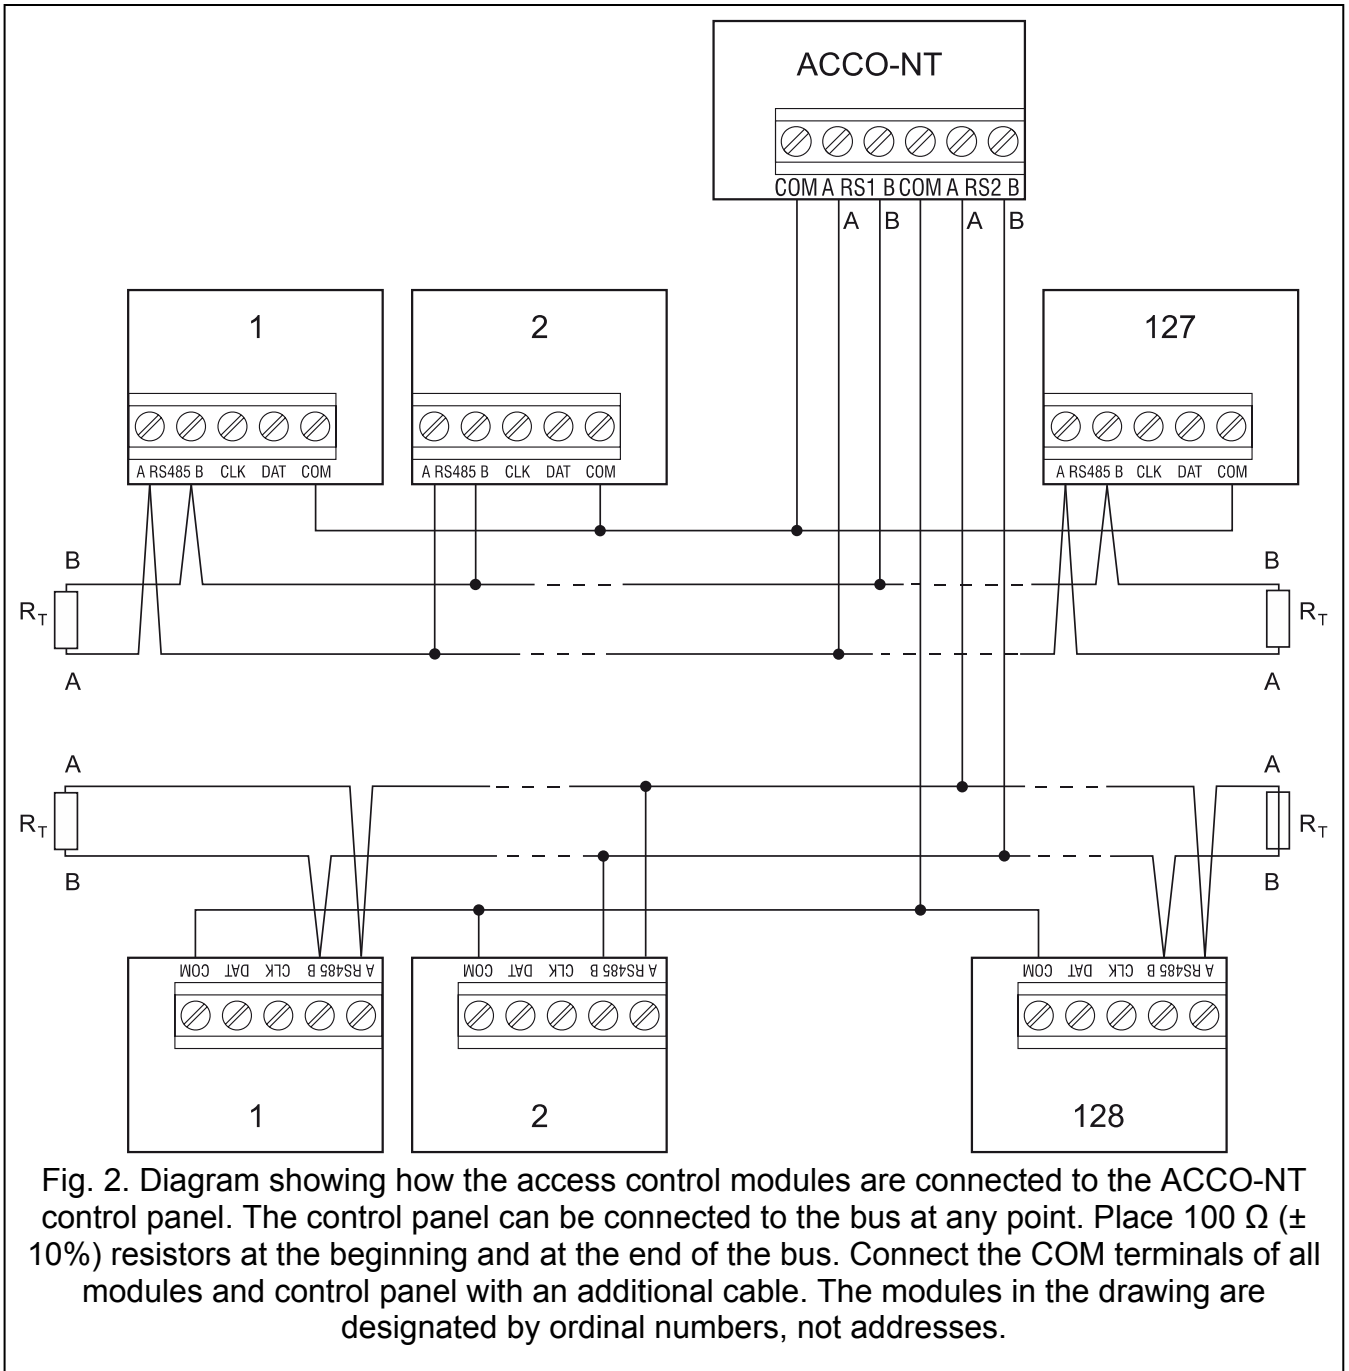 ACCO-NT
COM A RS1 B COM A RS2 B
A B A B
1 2 127
A RS485 B CLK DAT COM A RS485 B CLK DAT COM A RS485 B CLK DAT COM
B B
RT RT
A A
A A
RT RT
B B
COM DAT CLK RS485 B A COM DAT CLK RS485 B A COM DAT CLK RS485 B A
1 2 128
Fig. 2. Diagram showing how the access control modules are connected to the ACCO-NT
control panel. The control panel can be connected to the bus at any point. Place 100 Ω (±
10%) resistors at the beginning and at the end of the bus. Connect the COM terminals of all
modules and control panel with an additional cable. The modules in the drawing are
designated by ordinal numbers, not addresses.